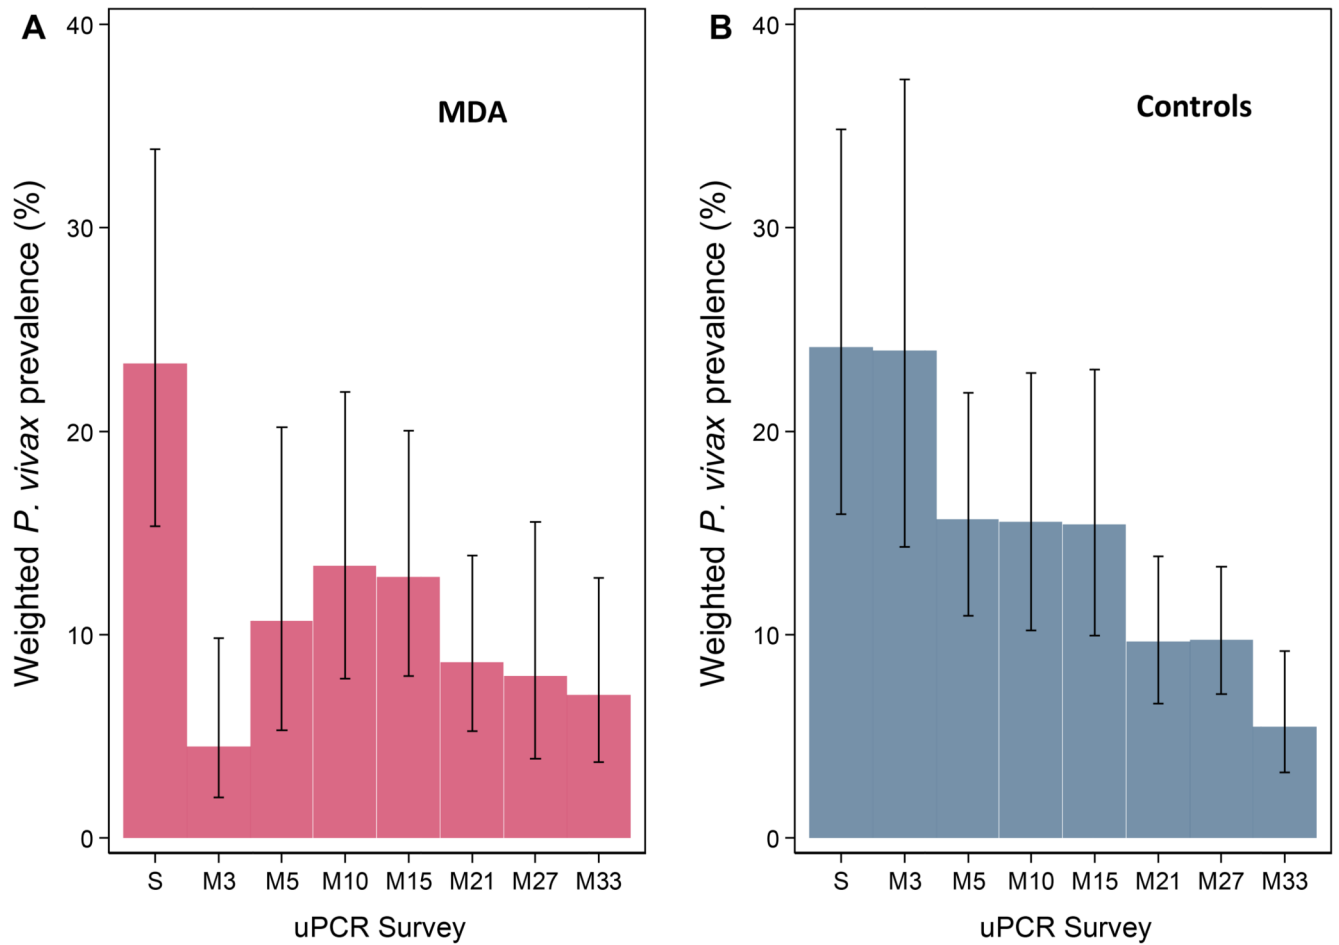 A
MDA
Weighted P. vivax prevalence (%)
40
30
20
10
0
S M3 M5 M10 M15 M21 M27 M33
uPCR Survey
B
Controls
Weighted P. vivax prevalence (%)
40
30
20
10
0
S M3 M5 M10 M15 M21 M27 M33
uPCR Survey